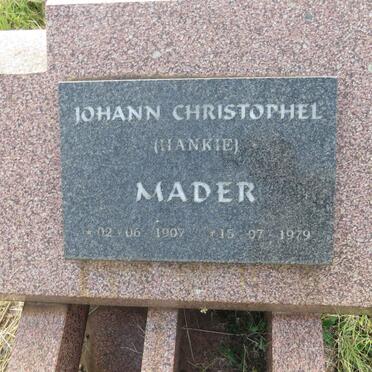 JOHANN CHRISTOPHEL
(HANKIE)
MADER
* 02 - 06 - 1907 † 15 - 07 - 1979